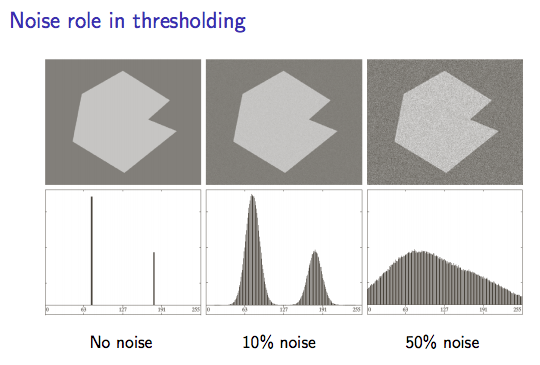 Noise role in thresholding
0 63 127 191 255
0 63 127 191 255
0 63 127 191 255
No noise
10% noise
50% noise